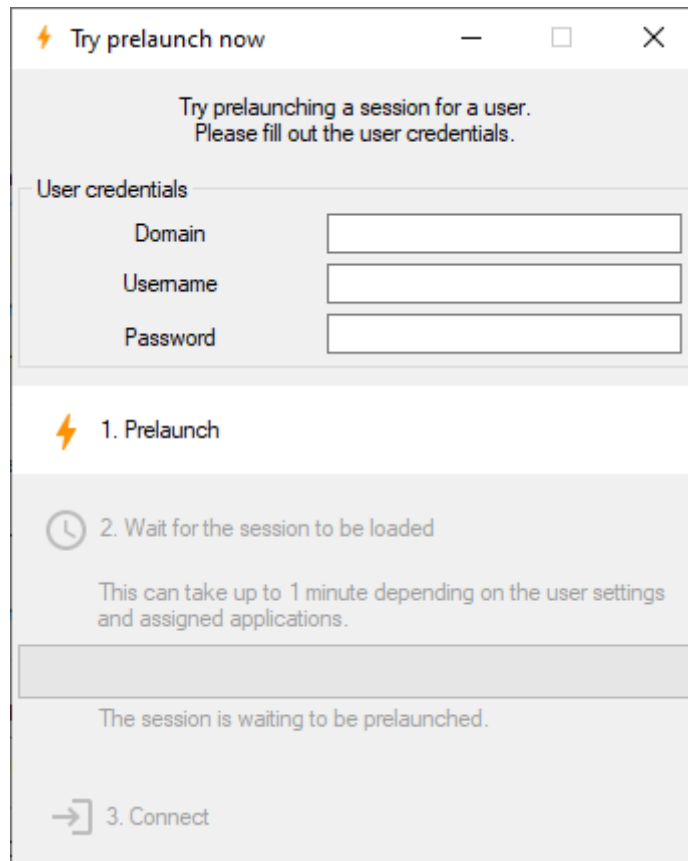 Try prelaunch now
Try prelaunching a session for a user.
Please fill out the user credentials.
User credentials
Domain
Username
Password
1. Prelaunch
2. Wait for the session to be loaded
This can take up to 1 minute depending on the user settings
and assigned applications.
The session is waiting to be prelaunched.
3. Connect